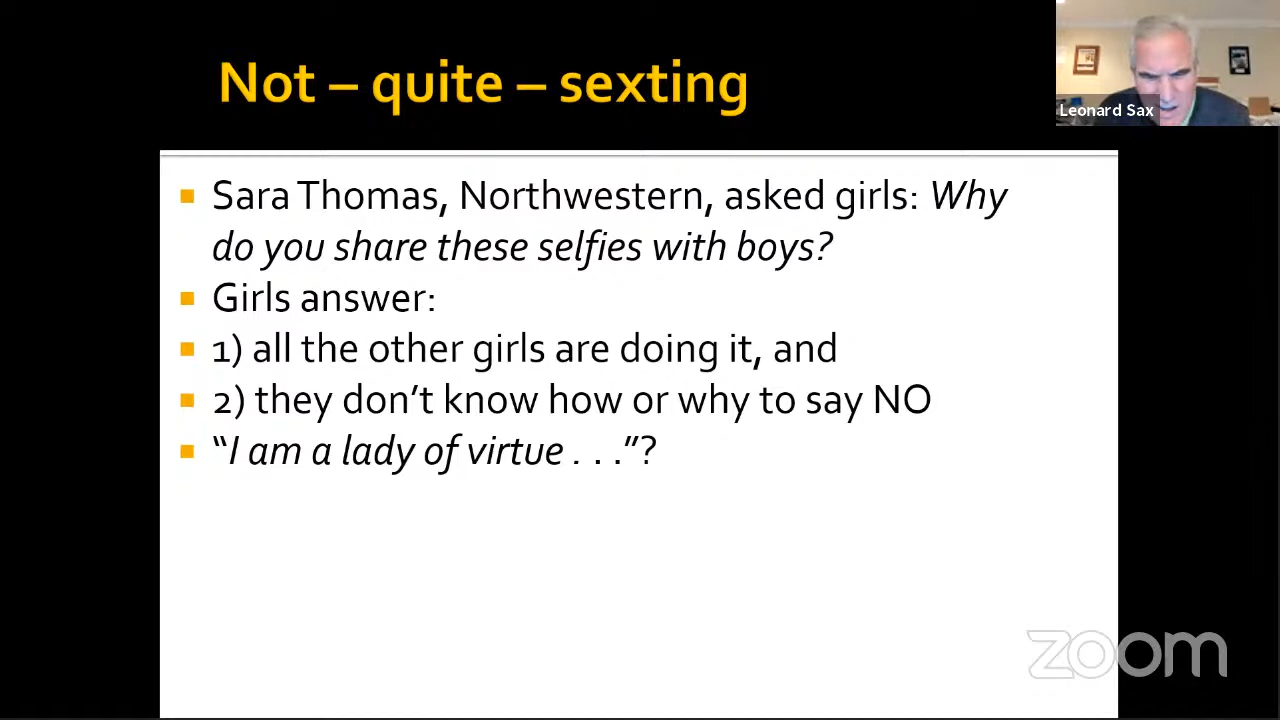 Not – quite – sexting
Leonard Sax
Sara Thomas, Northwestern, asked girls: Why
do you share these selfies with boys?
Girls answer:
1) all the other girls are doing it, and
2) they don’t know how or why to say NO
“I am a lady of virtue . . .”?
zoom